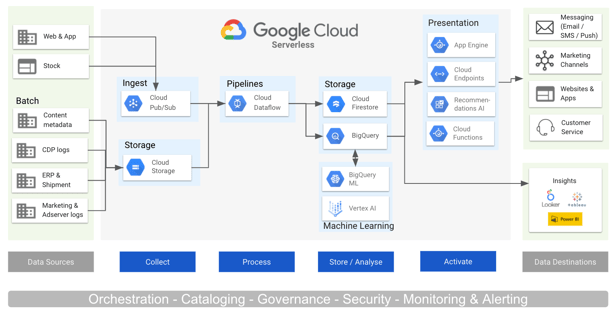 Google Cloud
Serverless
Web & App
Stock
Batch
Content
metadata
CDP logs
ERP &
Shipment
Marketing &
Adserver logs
Ingest
Cloud
Pub/Sub
Storage
Cloud
Storage
Pipelines
Cloud
Dataflow
Storage
Cloud
Firestore
BigQuery
BigQuery
ML
Vertex AI
Machine Learning
Presentation
App Engine
Cloud
Endpoints
Recommen-
dations AI
Cloud
Functions
Messaging
(Email /
SMS / Push)
Marketing
Channels
Websites &
Apps
Customer
Service
Insights
Looker
+tableau
Power BI
Data Sources
Collect
Process
Store / Analyse
Activate
Data Destinations
Orchestration - Cataloging - Governance - Security - Monitoring & Alerting